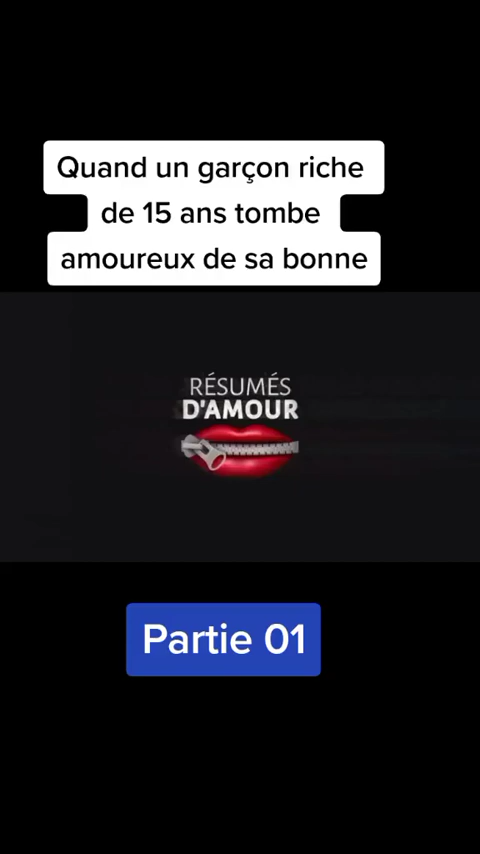 Quand un garçon riche
de 15 ans tombe
amoureux de sa bonne
RÉSUMÉS
D'AMOUR
Partie 01